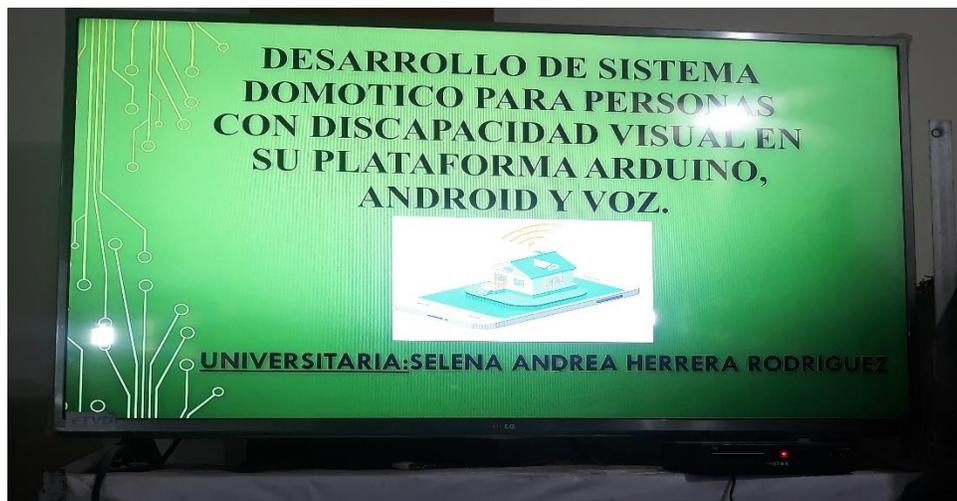 DESARROLLO DE SISTEMA
DOMOTICO PARA PERSONAS
CON DISCAPACIDAD VISUAL EN
SU PLATAFORMA ARDUINO,
ANDROID Y VOZ.
UNIVERSITARIA:SELENA ANDREA HERRERA RODRIGUEZ
LG